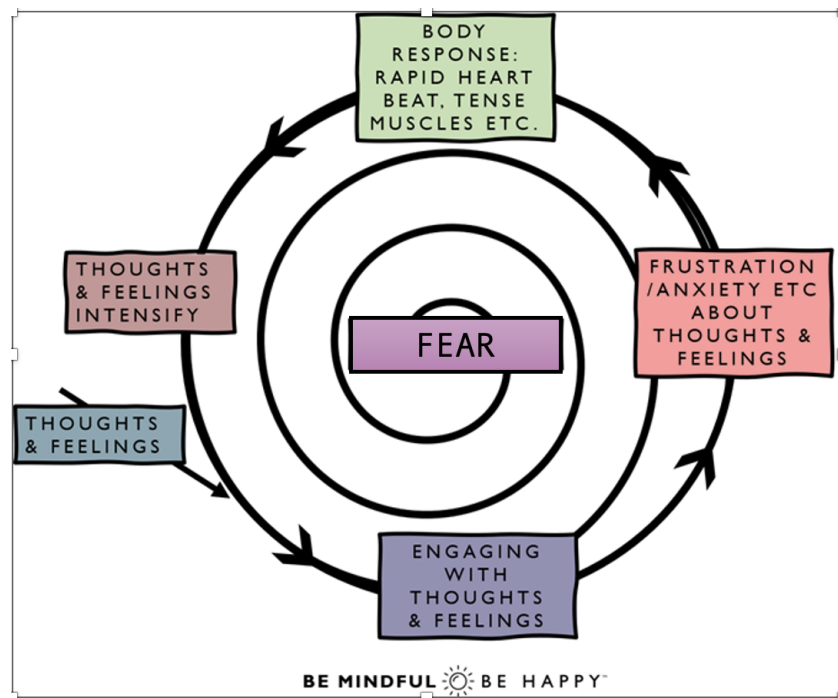 BODY
RESPONSE:
RAPID HEART
BEAT, TENSE
MUSCLES ETC.
THOUGHTS
& FEELINGS
INTENSIFY
FRUSTRATION
/ANXIETY ETC
ABOUT
THOUGHTS &
FEELINGS
FEAR
THOUGHTS
& FEELINGS
ENGAGING
WITH
THOUGHTS
& FEELINGS
BE MINDFUL BE HAPPY™